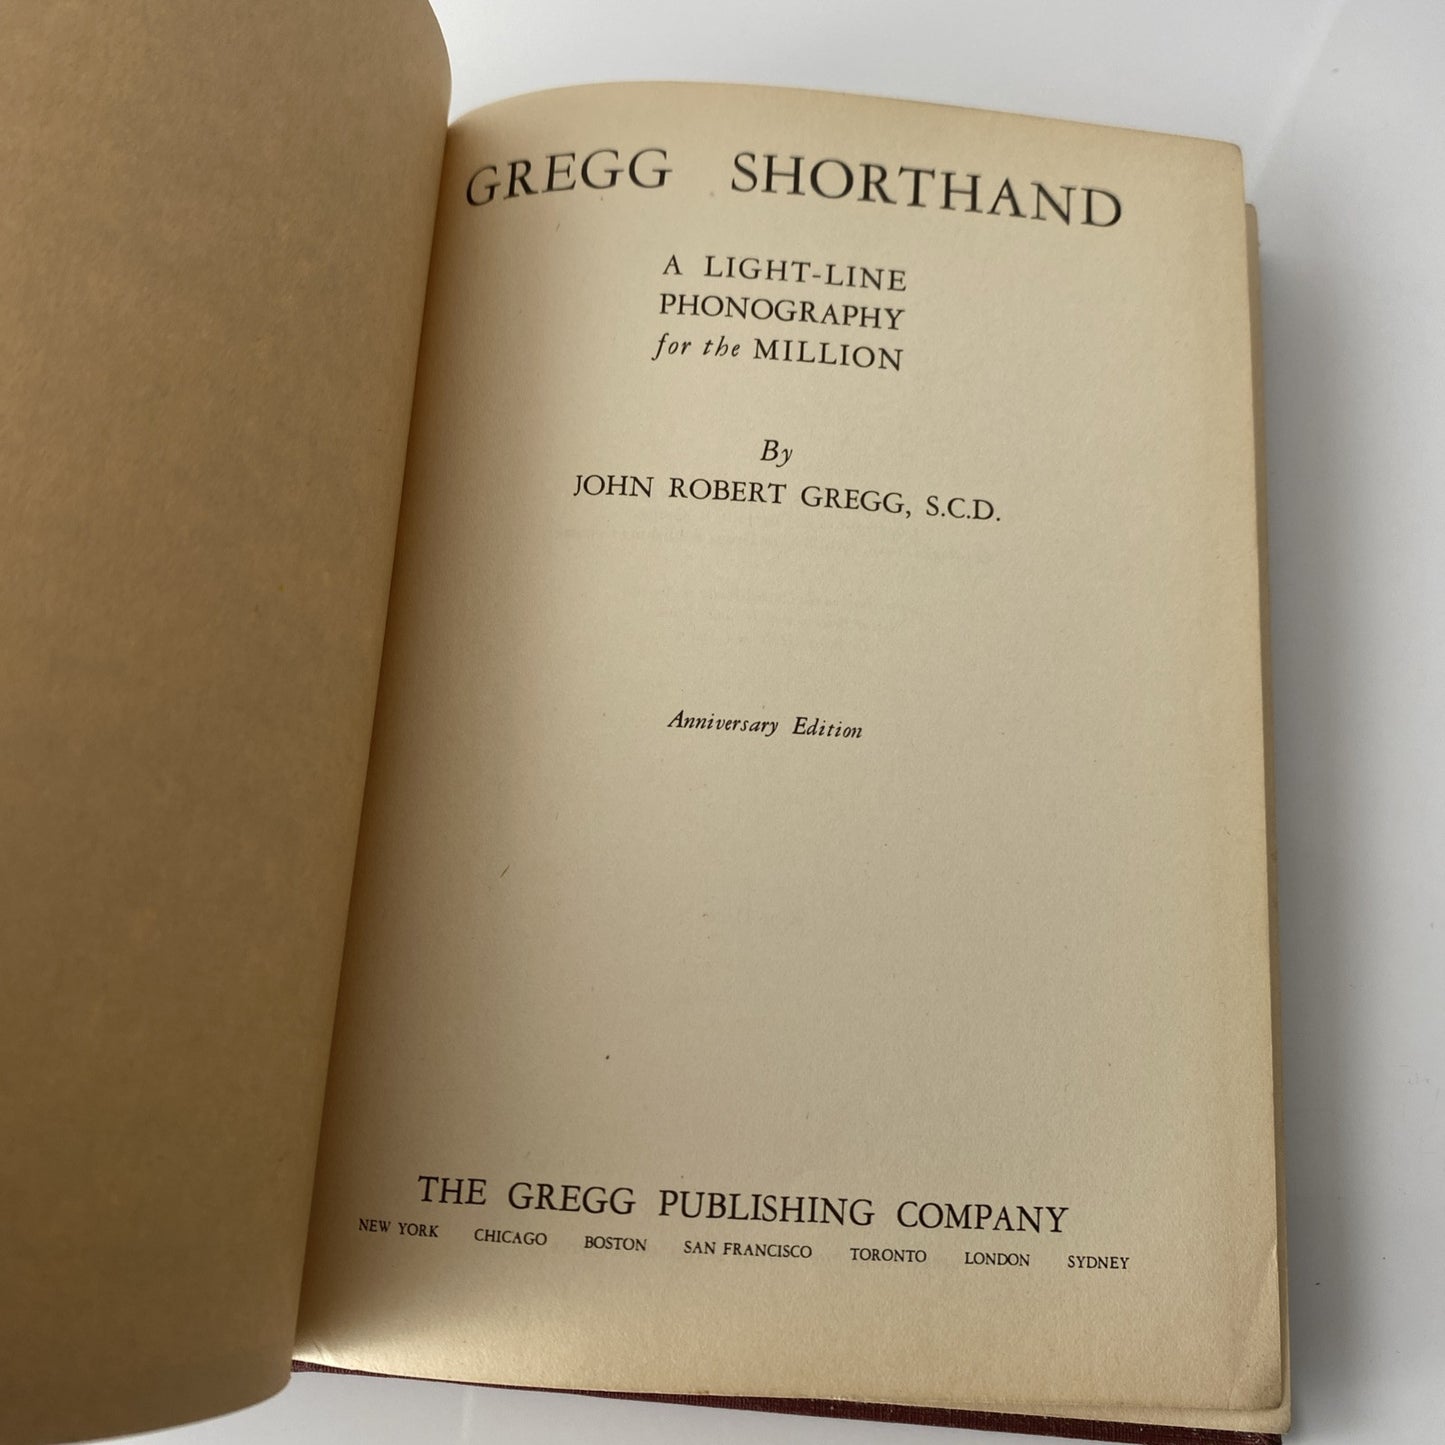 GREGG SHORTHAND
A LIGHT-LINE
PHONOGRAPHY
for the MILLION
By
JOHN ROBERT GREGG, S.C.D.
Anniversary Edition
THE GREGG PUBLISHING COMPANY
NEW YORK CHICAGO BOSTON SAN FRANCISCO TORONTO LONDON SYDNEY